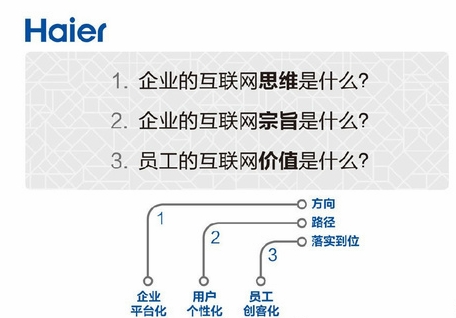 Haier
1. 企业的互联网思维是什么？
2. 企业的互联网宗旨是什么？
3. 员工的互联网价值是什么？
方向
1
路径
2
落实到位
3
企业
平台化
用户
个性化
员工
创客化